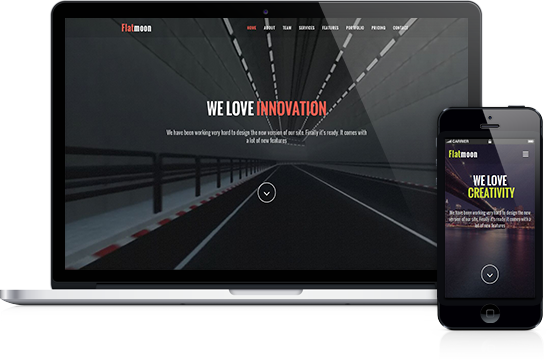 Flatmoon
HOME ABOUT TEAM SERVICES FEATURES PORTFOLIO PRICING CONTACT
WE LOVE INNOVATION
We have been working very hard to design the new version of our site. Finally it's ready. It comes with
a lot of new features
CARRIER
Flatmoon
WE LOVE
CREATIVITY
We have been working very hard to design the new
version of our site. Finally it's ready. It comes with a
lot of new features